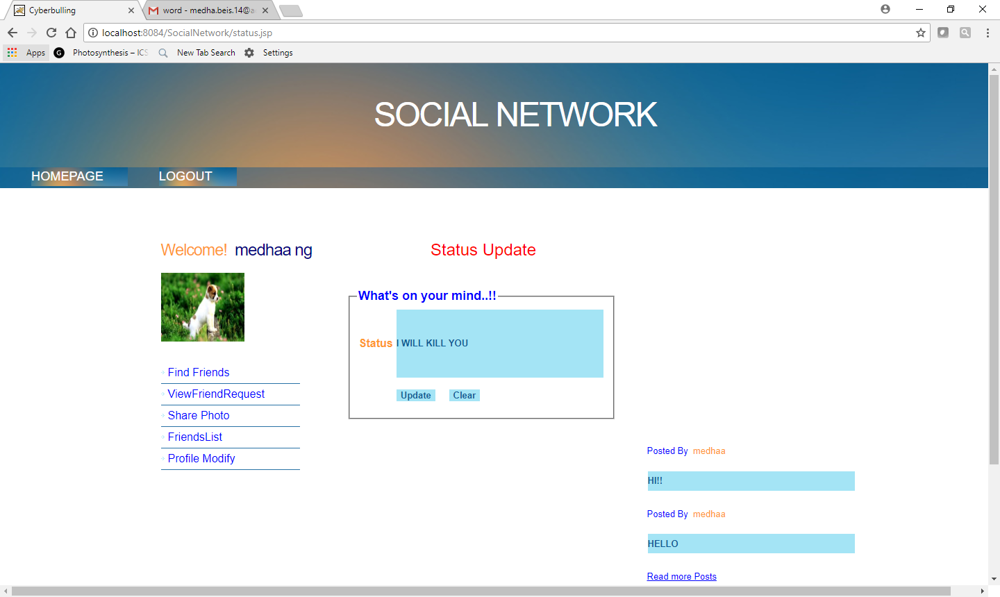 Cyberbulling
word - medha.beis.14@a
localhost:8084/SocialNetwork/status.jsp
Apps
Photosynthesis – ICS
New Tab Search
Settings
SOCIAL NETWORK
HOMEPAGE
LOGOUT
Welcome! medhaa ng
Status Update
What's on your mind..!!
Status I WILL KILL YOU
Update
Clear
Find Friends
ViewFriendRequest
Share Photo
FriendsList
Profile Modify
Posted By medhaa
HI!!
Posted By medhaa
HELLO
Read more Posts